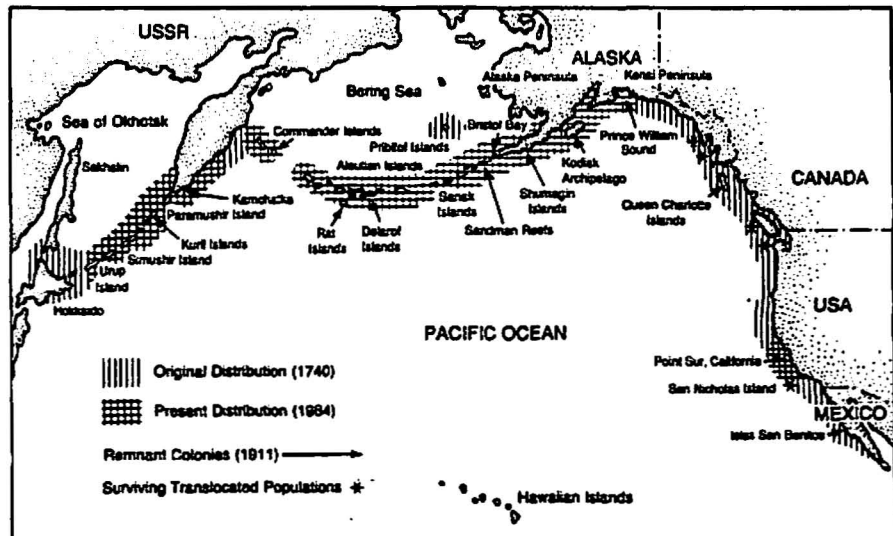 USSR
ALASKA
Alaska Peninsula
Kenai Peninsula
Bering Sea
Sea of Okhotsk
Commander Islands
Bristol Bay
Pribilof Islands
Prince William
Sound
Sakhalin
Aleutian Islands
Kodiak
Archipelago
CANADA
Kamchatka
Paramushir Island
Shumagin
Islands
Queen Charlotte
Islands
Sanak
Islands
Rat
Islands
Delarof
Islands
Sandman Reefs
Kuril Islands
Simushir Island
Urup
Island
Hokkaido
USA
PACIFIC OCEAN
Original Distribution (1740)
Point Sur, California
San Nicholas Island
Present Distribution (1984)
MEXICO
Islas San Benitos
Remnant Colonies (1911)
Surviving Translocated Populations
Hawaiian Islands